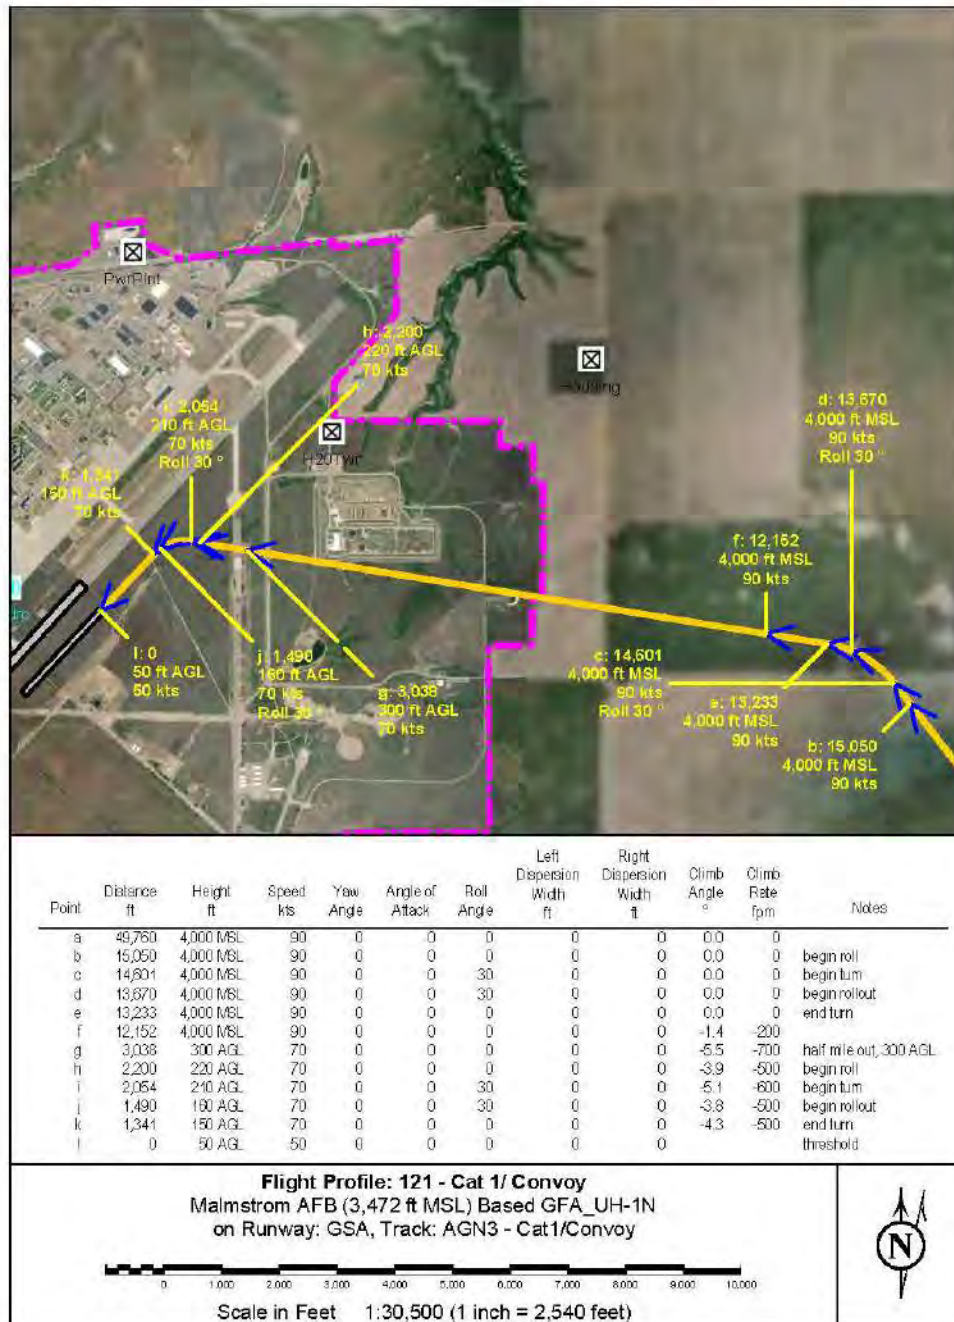 PwrPlnt
h: 2,200
220 ft AGL
70 kts
Housing
i: 2,054
210 ft AGL
70 kts
Roll 30 °
H20Twr
d: 13,670
4,000 ft MSL
90 kts
Roll 30 °
k: 1,341
150 ft AGL
70 kts
f: 12,152
4,000 ft MSL
90 kts
l: 0
50 ft AGL
50 kts
j: 1,490
160 ft AGL
70 kts
Roll 30 °
g: 3,038
300 ft AGL
70 kts
c: 14,601
4,000 ft MSL
90 kts
Roll 30 °
e: 13,233
4,000 ft MSL
90 kts
b: 15,050
4,000 ft MSL
90 kts
Point Distance ft Height ft Speed kts Yaw Angle Angle of Attack Roll Angle Left Dispersion Width ft Right Dispersion Width ft Climb Angle ° Climb Rate fpm Notes
a 49,760 4,000 MSL 90 0 0 0 0 0 0.0 0
b 15,050 4,000 MSL 90 0 0 0 0 0 0.0 0 begin roll
c 14,601 4,000 MSL 90 0 0 30 0 0 0.0 0 begin turn
d 13,670 4,000 MSL 90 0 0 30 0 0 0.0 0 begin rollout
e 13,233 4,000 MSL 90 0 0 0 0 0 0.0 0 end turn
f 12,152 4,000 MSL 90 0 0 0 0 0 -1.4 -200
g 3,038 300 AGL 70 0 0 0 0 0 -5.5 -700 half mile out, 300 AGL
h 2,200 220 AGL 70 0 0 0 0 0 -3.9 -500 begin roll
i 2,054 210 AGL 70 0 0 30 0 0 -5.1 -600 begin turn
j 1,490 160 AGL 70 0 0 30 0 0 -3.8 -500 begin rollout
k 1,341 150 AGL 70 0 0 0 0 0 -4.3 -500 end turn
l 0 50 AGL 50 0 0 0 0 0 threshold
Flight Profile: 121 - Cat 1/ Convoy
Malmstrom AFB (3,472 ft MSL) Based GFA_UH-1N
on Runway: GSA, Track: AGN3 - Cat1/Convoy
0 1,000 2,000 3,000 4,000 5,000 6,000 7,000 8,000 9,000 10,000
Scale in Feet 1:30,500 (1 inch = 2,540 feet)
N